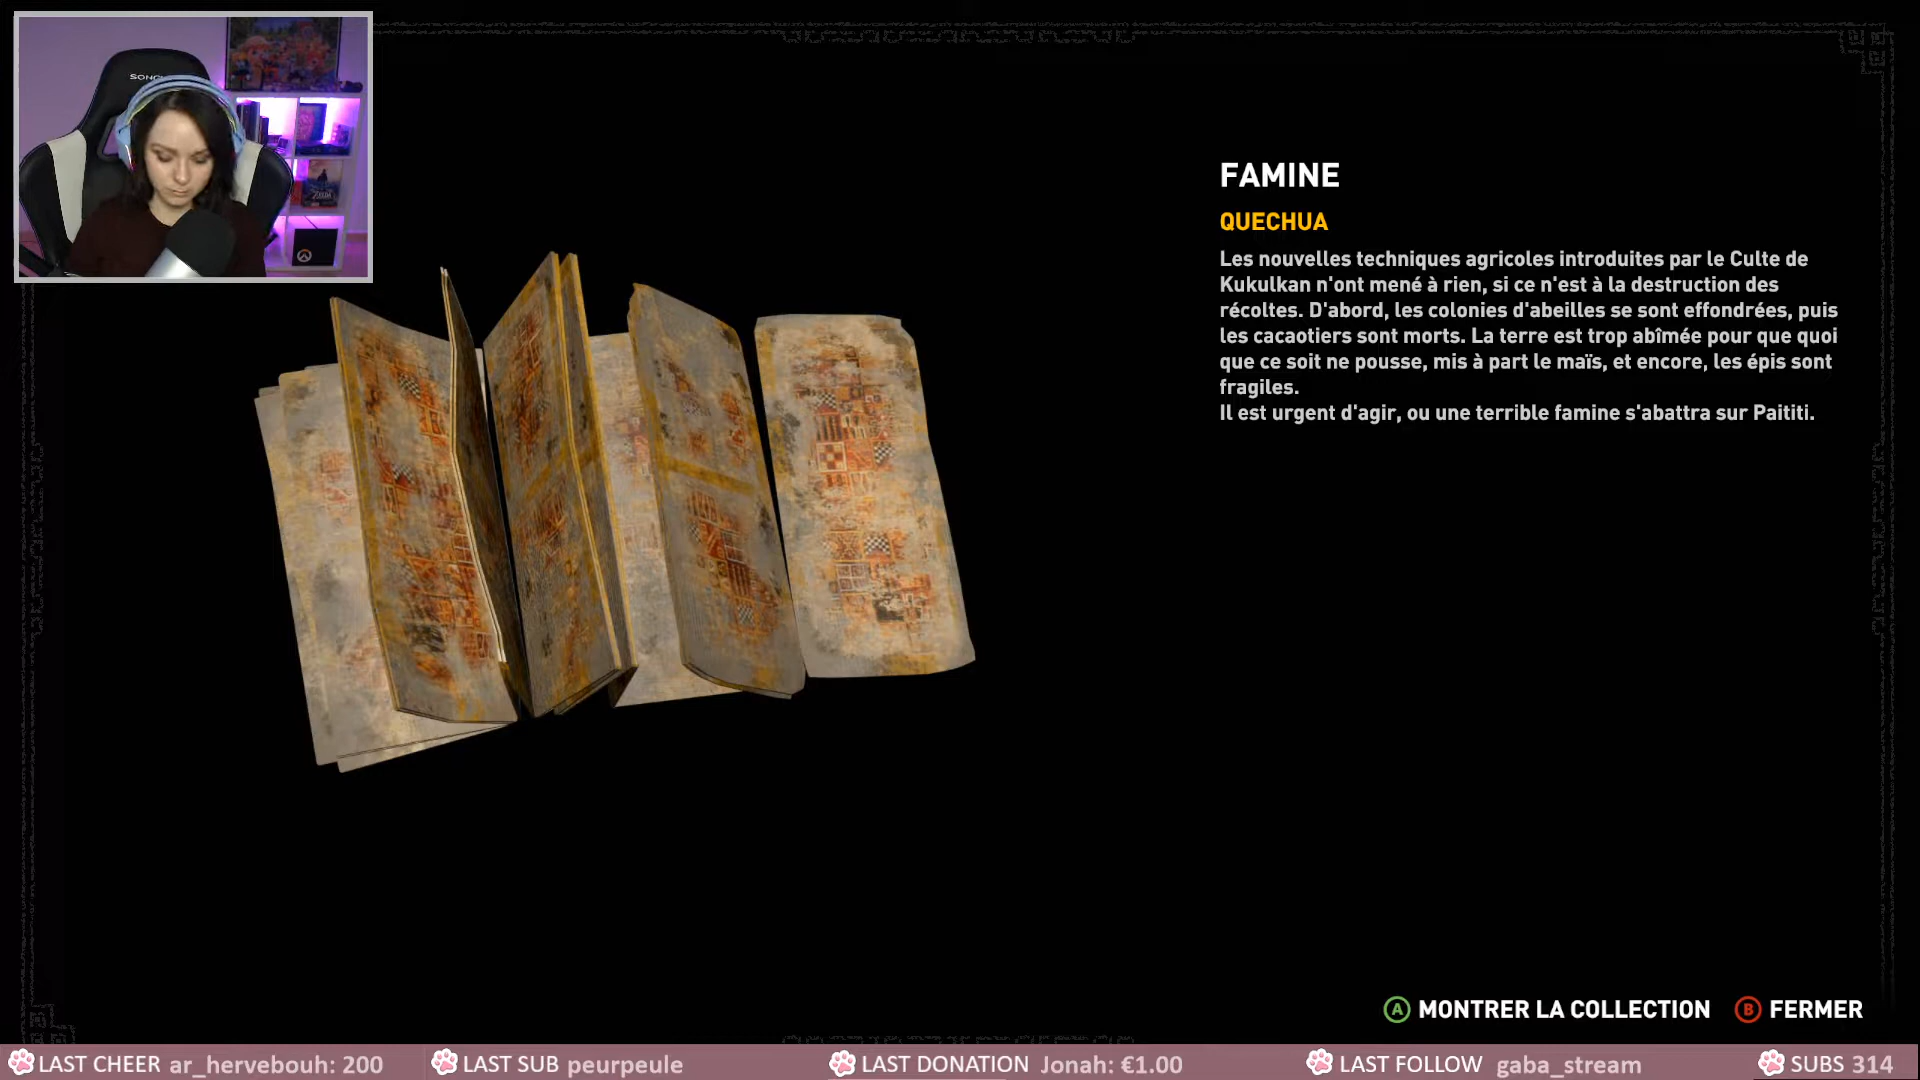 SONGMICS
ZELDA
FAMINE
QUECHUA
Les nouvelles techniques agricoles introduites par le Culte de
Kukulkan n'ont mené à rien, si ce n'est à la destruction des
récoltes. D'abord, les colonies d'abeilles se sont effondrées, puis
les cacaotiers sont morts. La terre est trop abîmée pour que quoi
que ce soit ne pousse, mis à part le maïs, et encore, les épis sont
fragiles.
Il est urgent d'agir, ou une terrible famine s'abattra sur Paititi.
A MONTRER LA COLLECTION B FERMER
LAST CHEER ar_hervebouh: 200 LAST SUB peurpeule LAST DONATION Jonah: €1.00 LAST FOLLOW gaba_stream SUBS 314